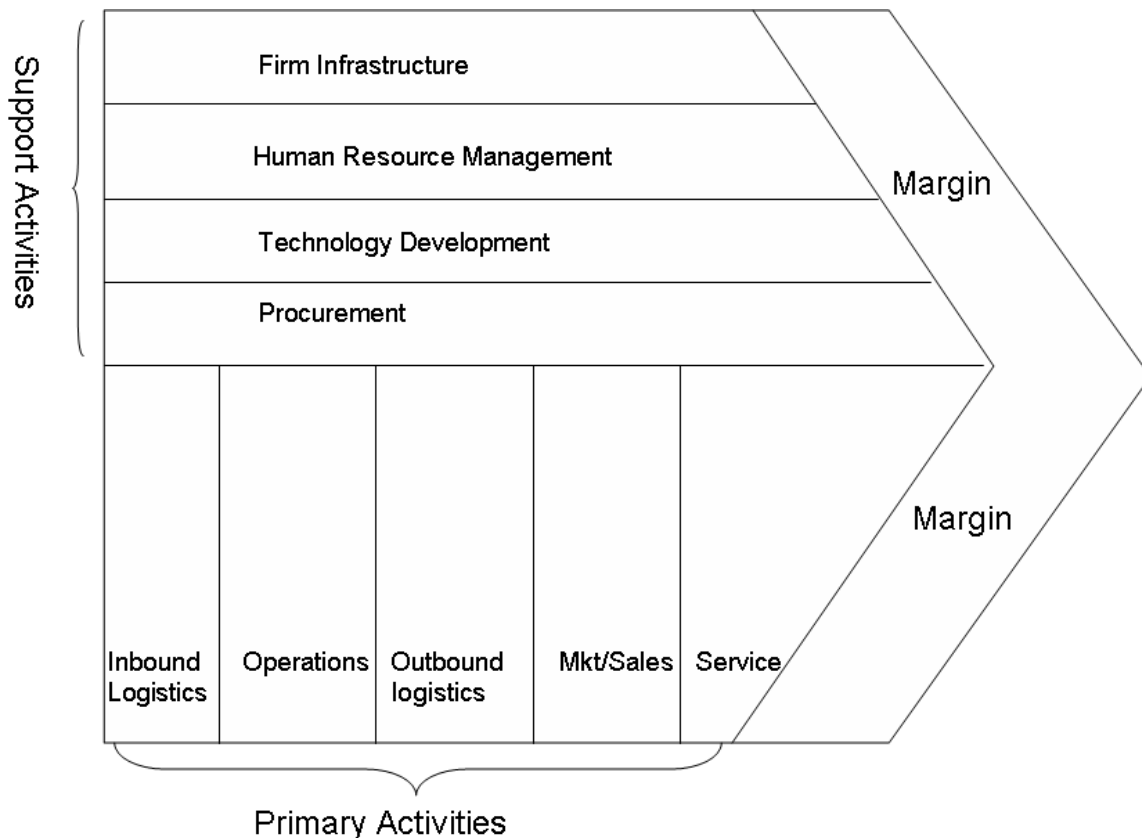 Support Activities
Firm Infrastructure
Human Resource Management
Technology Development
Procurement
Margin
Margin
Inbound
Logistics
Operations
Outbound
logistics
Mkt/Sales
Service
Primary Activities